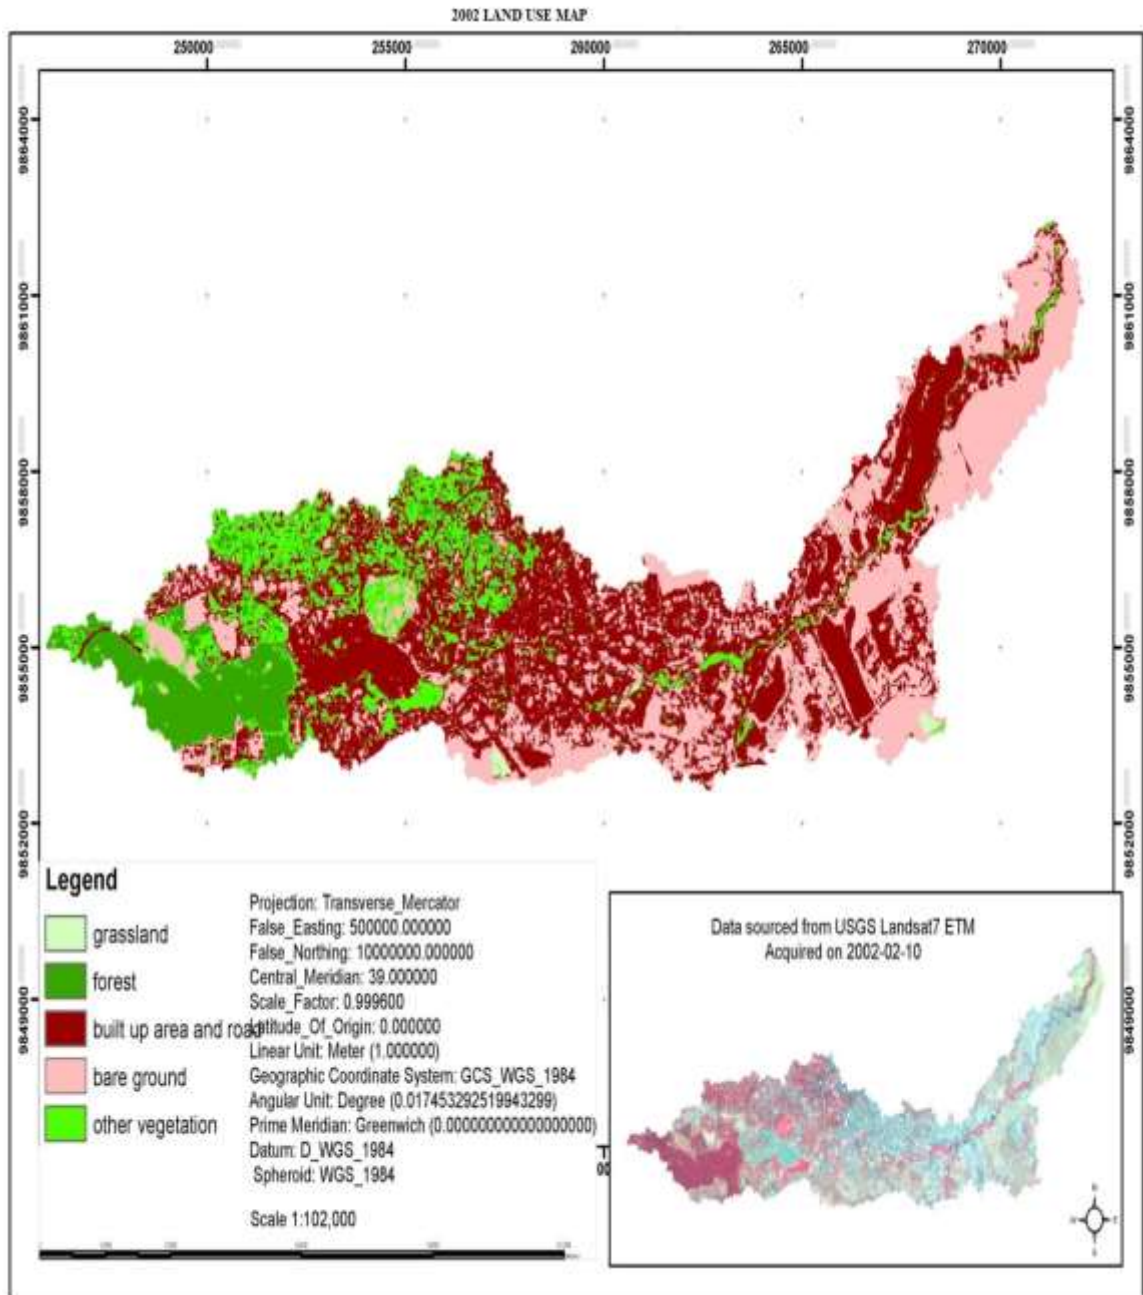 2002 LAND USE MAP
250000 255000 260000 265000 270000
9864000 9864000
9861000 9861000
9858000 9858000
9855000 9855000
9852000 9852000
9849000 9849000
Legend
grassland
forest
built up area and road
bare ground
other vegetation
Projection: Transverse_Mercator
False_Easting: 500000.000000
False_Northing: 10000000.000000
Central_Meridian: 39.000000
Scale_Factor: 0.999600
Latitude_Of_Origin: 0.000000
Linear Unit: Meter (1.000000)
Geographic Coordinate System: GCS_WGS_1984
Angular Unit: Degree (0.017453292519943299)
Prime Meridian: Greenwich (0.000000000000000000)
Datum: D_WGS_1984
Spheroid: WGS_1984
Scale 1:102,000
Data sourced from USGS Landsat7 ETM
Acquired on 2002-02-10